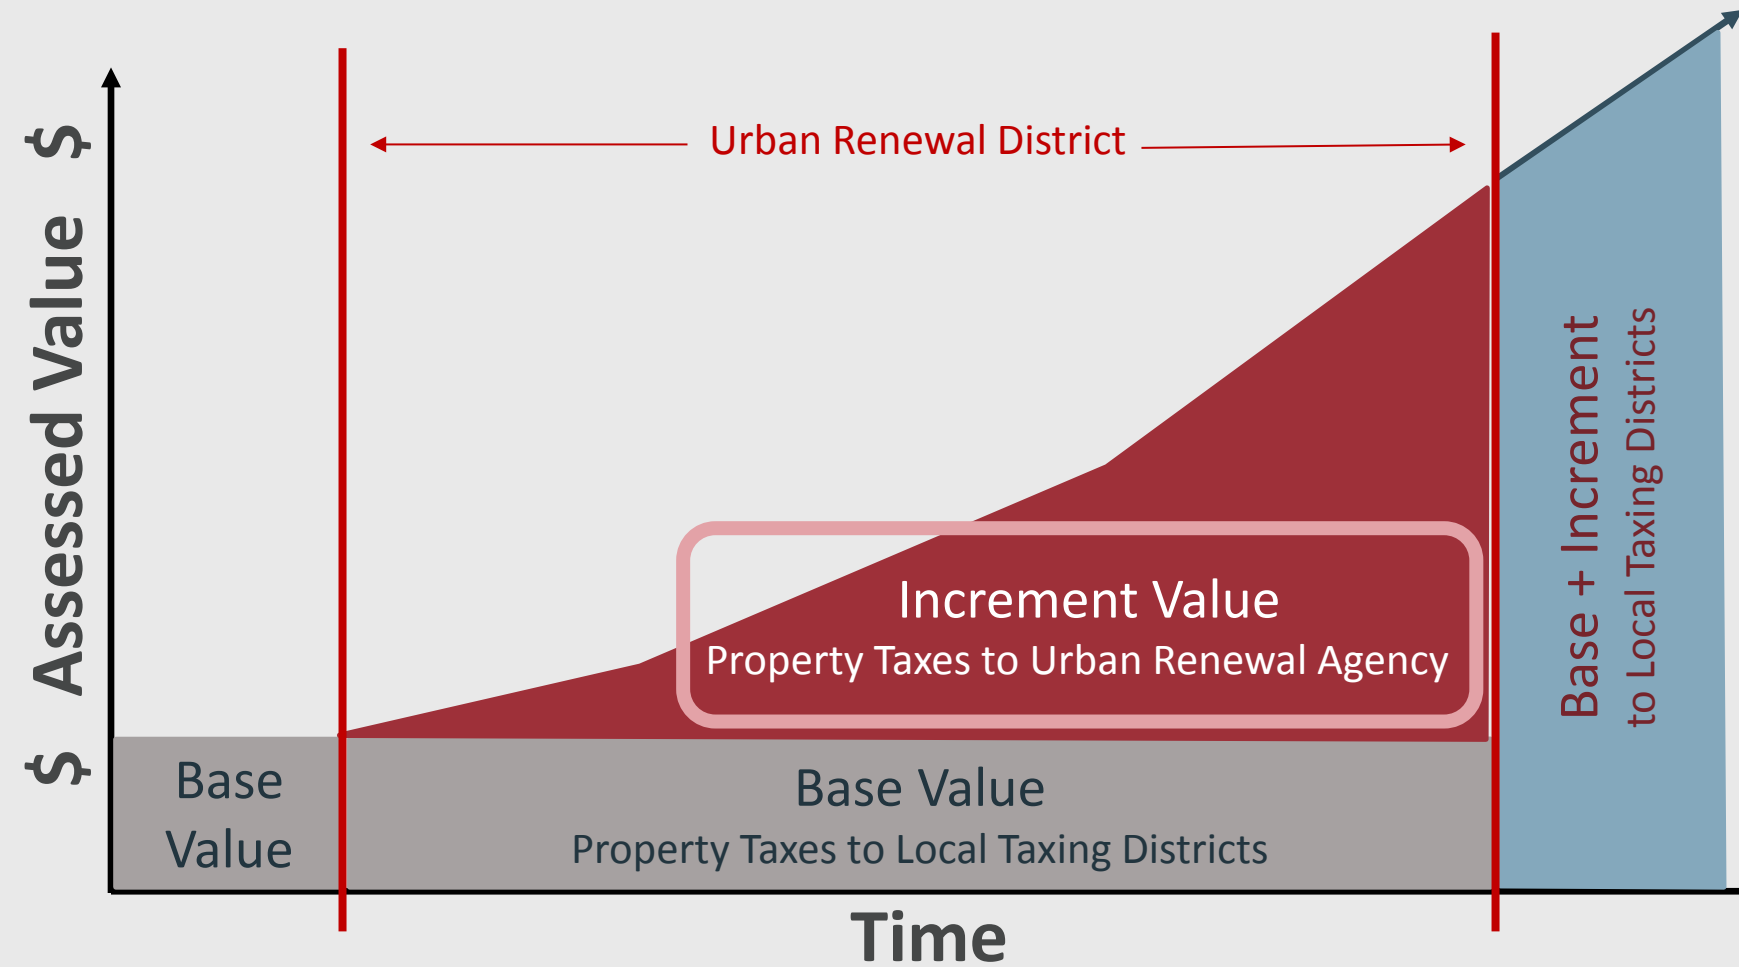 $ Assessed Value $
Urban Renewal District
Increment Value
Property Taxes to Urban Renewal Agency
Base
Value
Base Value
Property Taxes to Local Taxing Districts
Base + Increment
to Local Taxing Districts
Time